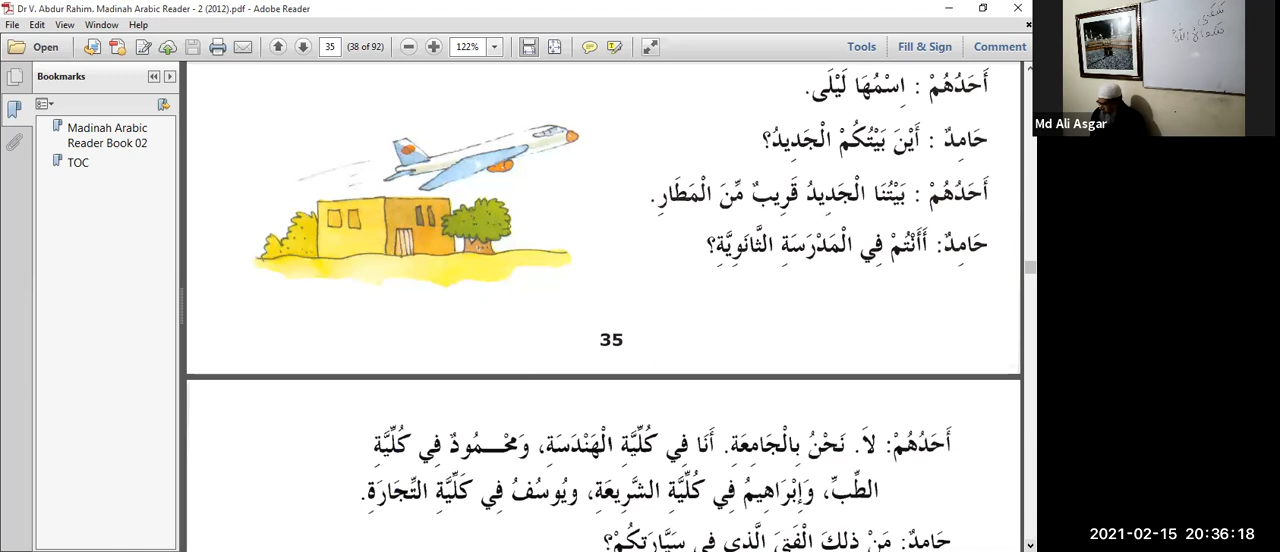 Dr V. Abdur Rahim. Madinah Arabic Reader - 2 (2012).pdf - Adobe Reader
File Edit View Window Help
Open 35 (38 of 92) 122% Tools Fill & Sign Comment
Bookmarks
Madinah Arabic
Reader Book 02
TOC
أَحَدُهُمْ : اِسْمُهَا لَيْلَى.
حَامِدٌ : أَيْنَ بَيْتُكُمْ الْجَدِيدُ؟
أَحَدُهُمْ : بَيْتُنَا الْجَدِيدُ قَرِيبٌ مِّنَ الْمَطَارِ.
حَامِدٌ: أَأَنْتُمْ فِي الْمَدْرَسَةِ الثَّانَوِيَّةِ؟
35
أَحَدُهُمْ: لاَ. نَحْنُ بِالْجَامِعَةِ. أَنَا فِي كُلِّيَّةِ الْهَنْدَسَةِ، وَمَحْـــمُودٌ فِي كُلِّيَّةِ
الطِّبِّ، وَإِبْرَاهِيمُ فِي كُلِّيَّةِ الشَّرِيعَةِ، ويُوسُفُ فِي كَلِّيَّةِ التِّجَارَةِ.
حَامِدٌ: مَنْ ذلِكَ الْفَتَى الَّذِي فِي سَيَّارَتِكُمْ؟
Md Ali Asgar
2021-02-15 20:36:18